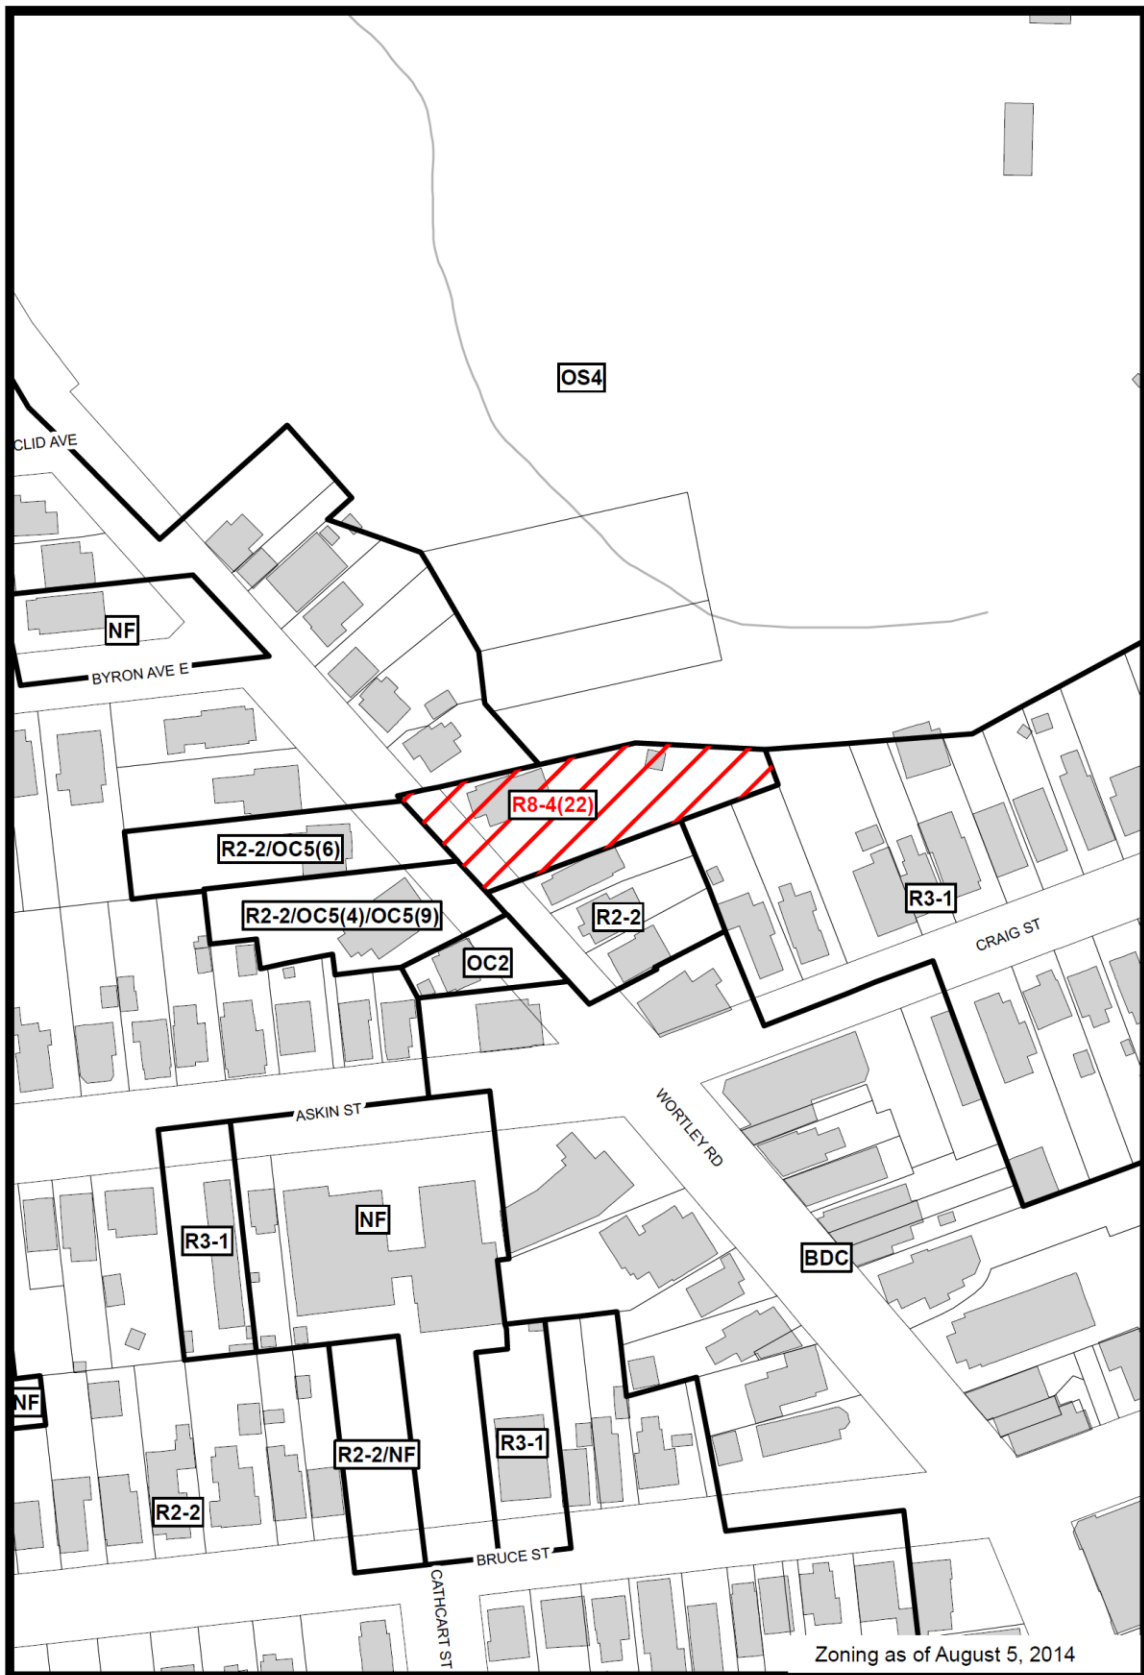 OS4
CLID AVE
NF
BYRON AVE E
R8-4(22)
R2-2/OC5(6)
R2-2/OC5(4)/OC5(9)
R2-2
R3-1
CRAIG ST
OC2
WORTLEY RD
ASKIN ST
NF
R3-1
BDC
NF
R2-2/NF
R3-1
R2-2
BRUCE ST
CATHCART ST
Zoning as of August 5, 2014